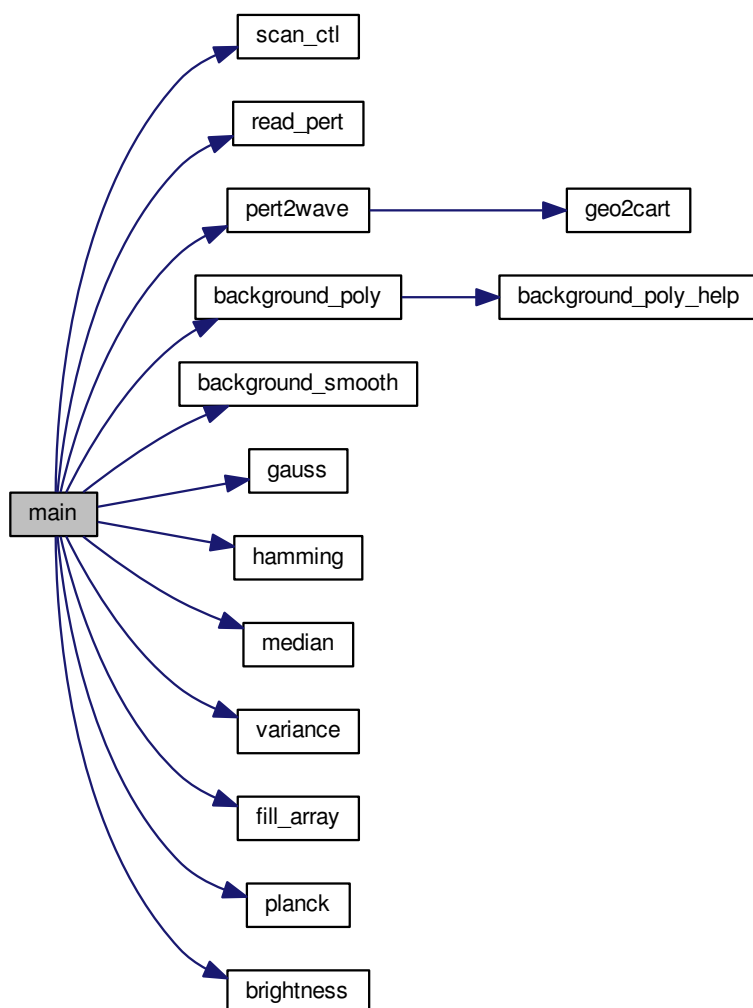 scan_ctl
read_pert
pert2wave
geo2cart
background_poly
background_poly_help
background_smooth
gauss
main
hamming
median
variance
fill_array
planck
brightness